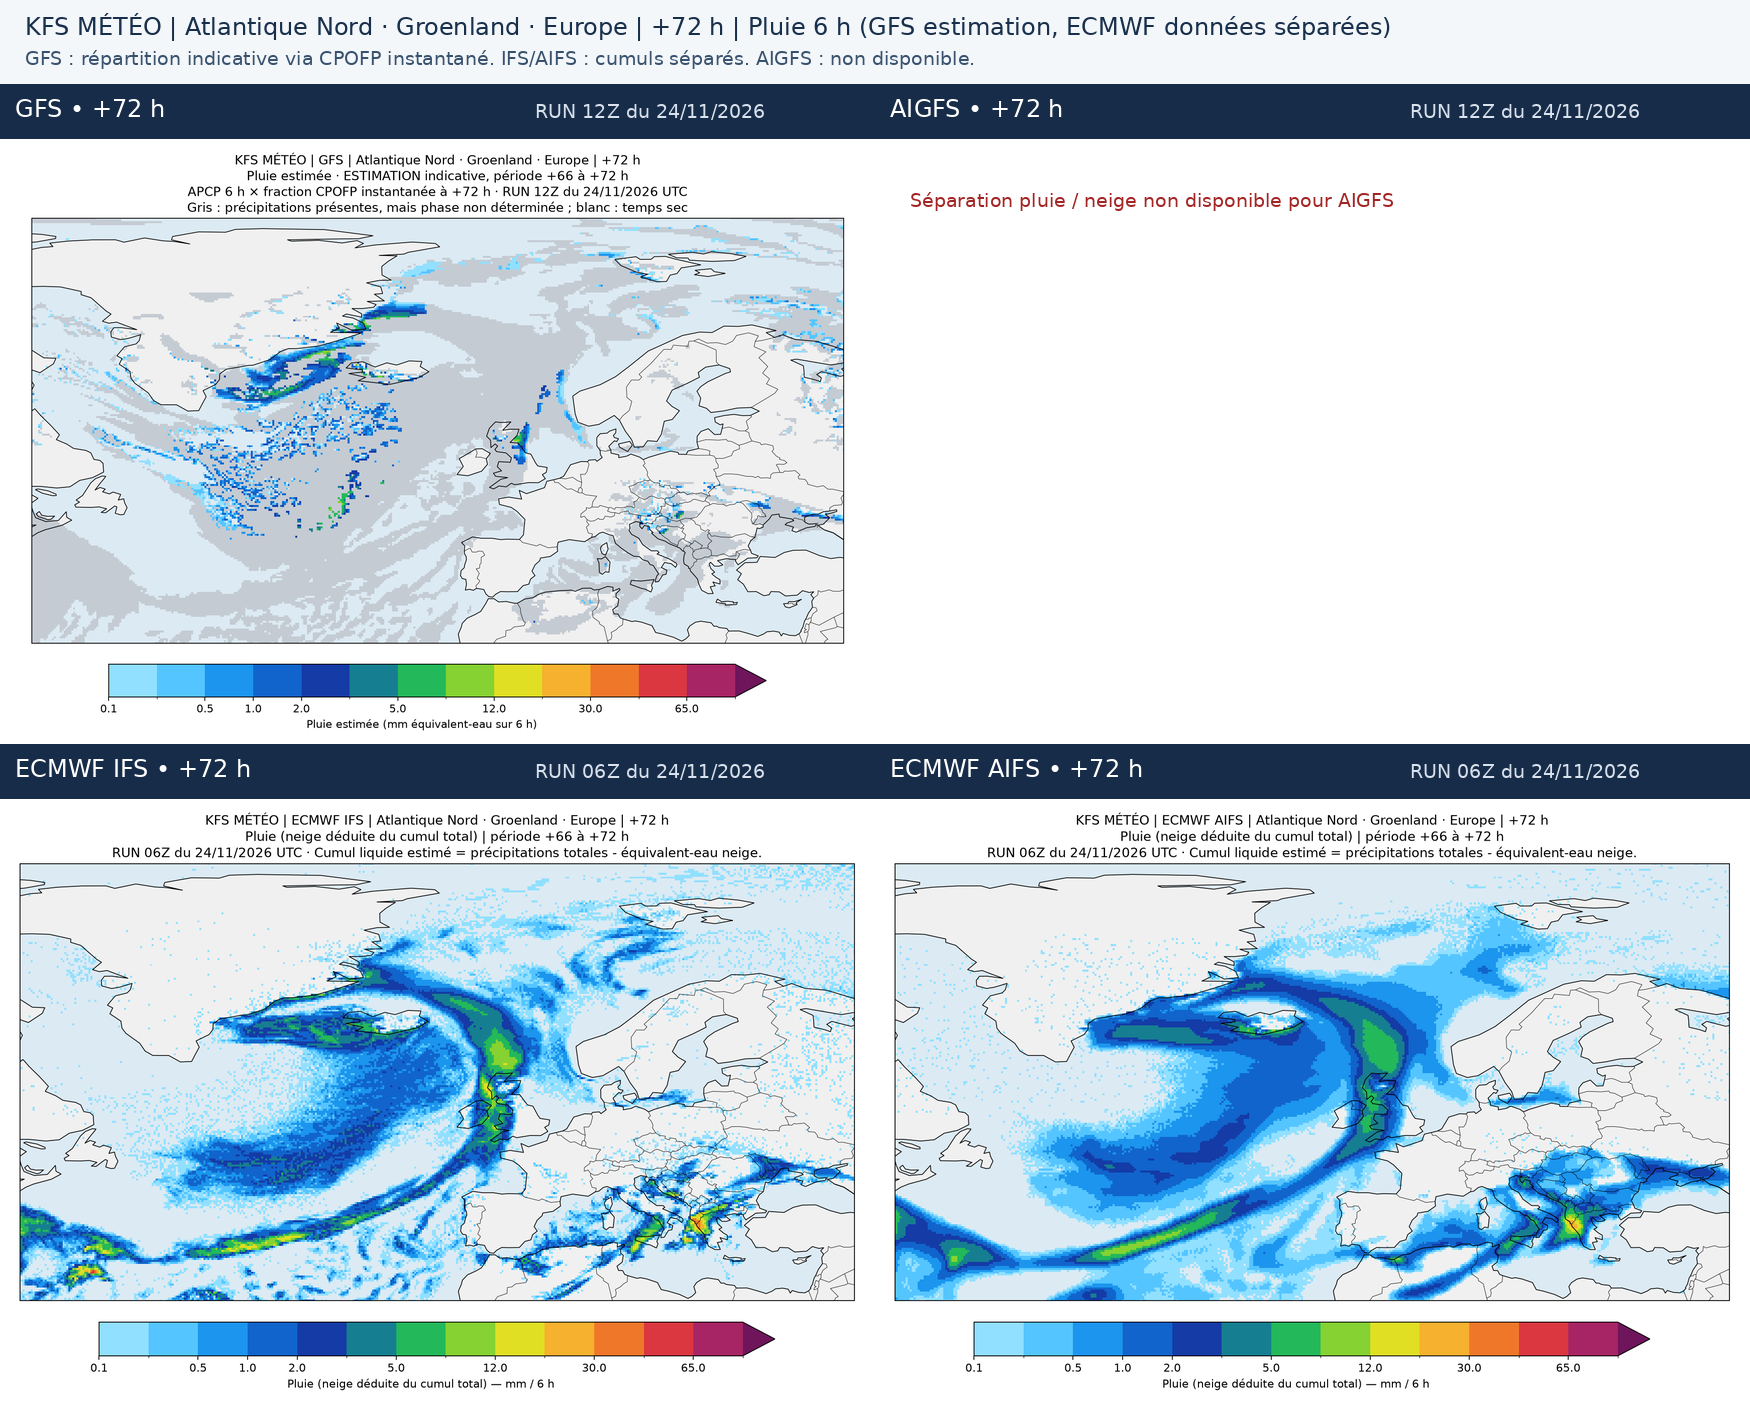 KFS MÉTÉO | Atlantique Nord · Groenland · Europe | +72 h | Pluie 6 h (GFS estimation, ECMWF données séparées)
GFS : répartition indicative via CPOFP instantané. IFS/AIFS : cumuls séparés. AIGFS : non disponible.
GFS • +72 h
RUN 12Z du 24/11/2026
AIGFS • +72 h
RUN 12Z du 24/11/2026
KFS MÉTÉO | GFS | Atlantique Nord · Groenland · Europe | +72 h
Pluie estimée · ESTIMATION indicative, période +66 à +72 h
APCP 6 h × fraction CPOFP instantanée à +72 h · RUN 12Z du 24/11/2026 UTC
Gris : précipitations présentes, mais phase non déterminée ; blanc : temps sec
Séparation pluie / neige non disponible pour AIGFS
0.1 0.5 1.0 2.0 5.0 12.0 30.0 65.0
Pluie estimée (mm équivalent-eau sur 6 h)
ECMWF IFS • +72 h
RUN 06Z du 24/11/2026
ECMWF AIFS • +72 h
RUN 06Z du 24/11/2026
KFS MÉTÉO | ECMWF IFS | Atlantique Nord · Groenland · Europe | +72 h
Pluie (neige déduite du cumul total) | période +66 à +72 h
RUN 06Z du 24/11/2026 UTC · Cumul liquide estimé = précipitations totales - équivalent-eau neige.
KFS MÉTÉO | ECMWF AIFS | Atlantique Nord · Groenland · Europe | +72 h
Pluie (neige déduite du cumul total) | période +66 à +72 h
RUN 06Z du 24/11/2026 UTC · Cumul liquide estimé = précipitations totales - équivalent-eau neige.
0.1 0.5 1.0 2.0 5.0 12.0 30.0 65.0
Pluie (neige déduite du cumul total) — mm / 6 h
0.1 0.5 1.0 2.0 5.0 12.0 30.0 65.0
Pluie (neige déduite du cumul total) — mm / 6 h